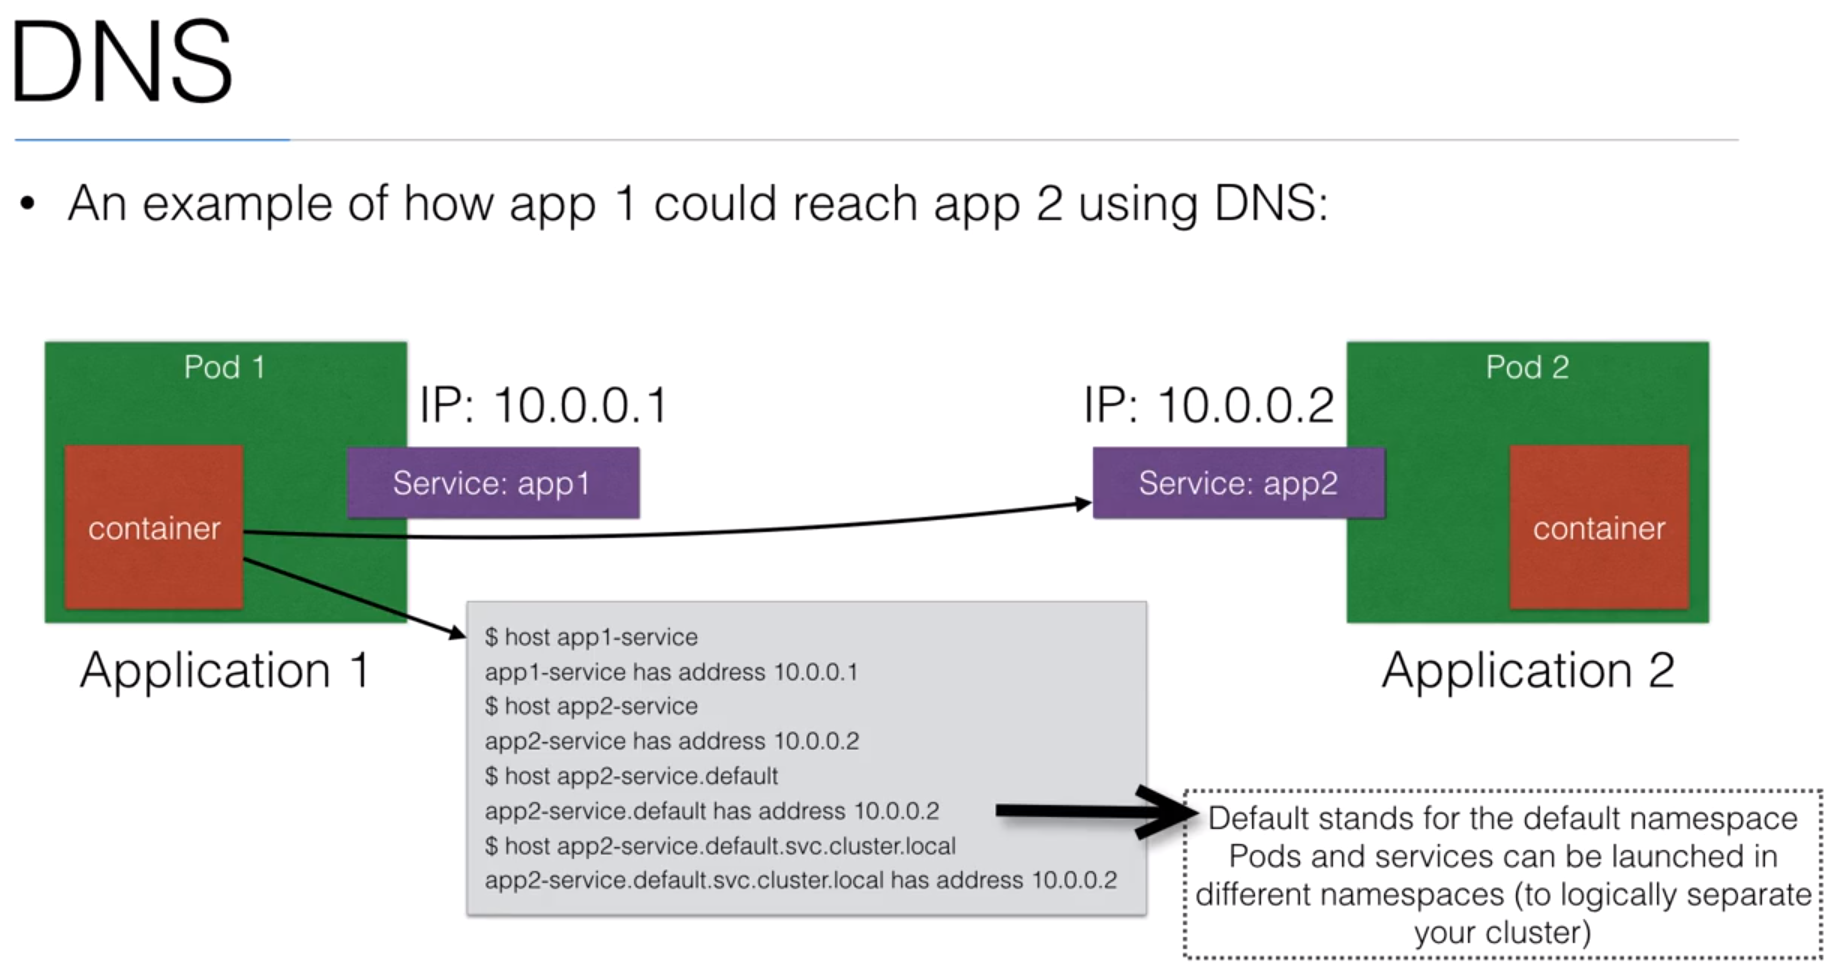 DNS
• An example of how app 1 could reach app 2 using DNS:
Pod 1
IP: 10.0.0.1
Service: app1
container
Application 1
IP: 10.0.0.2
Pod 2
Service: app2
container
Application 2
$ host app1-service
app1-service has address 10.0.0.1
$ host app2-service
app2-service has address 10.0.0.2
$ host app2-service.default
app2-service.default has address 10.0.0.2
$ host app2-service.default.svc.cluster.local
app2-service.default.svc.cluster.local has address 10.0.0.2
Default stands for the default namespace
Pods and services can be launched in
different namespaces (to logically separate
your cluster)